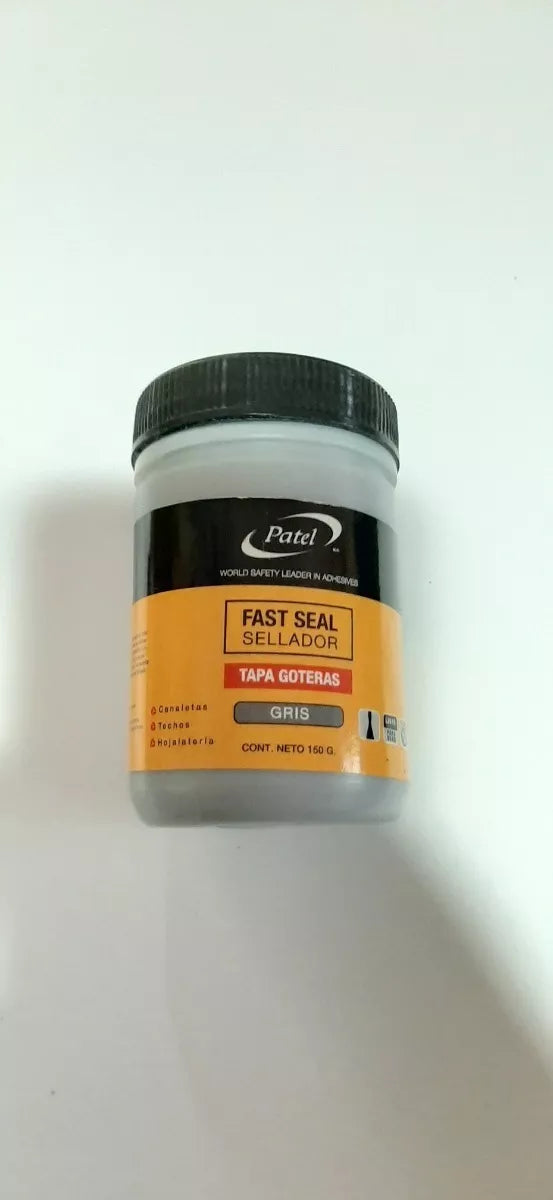 Patel
WORLD SAFETY LEADER IN ADHESIVES
FAST SEAL
SELLADOR
TAPA GOTERAS
GRIS
Canaletas
Techos
Hojalatería
CONT. NETO 150 G.